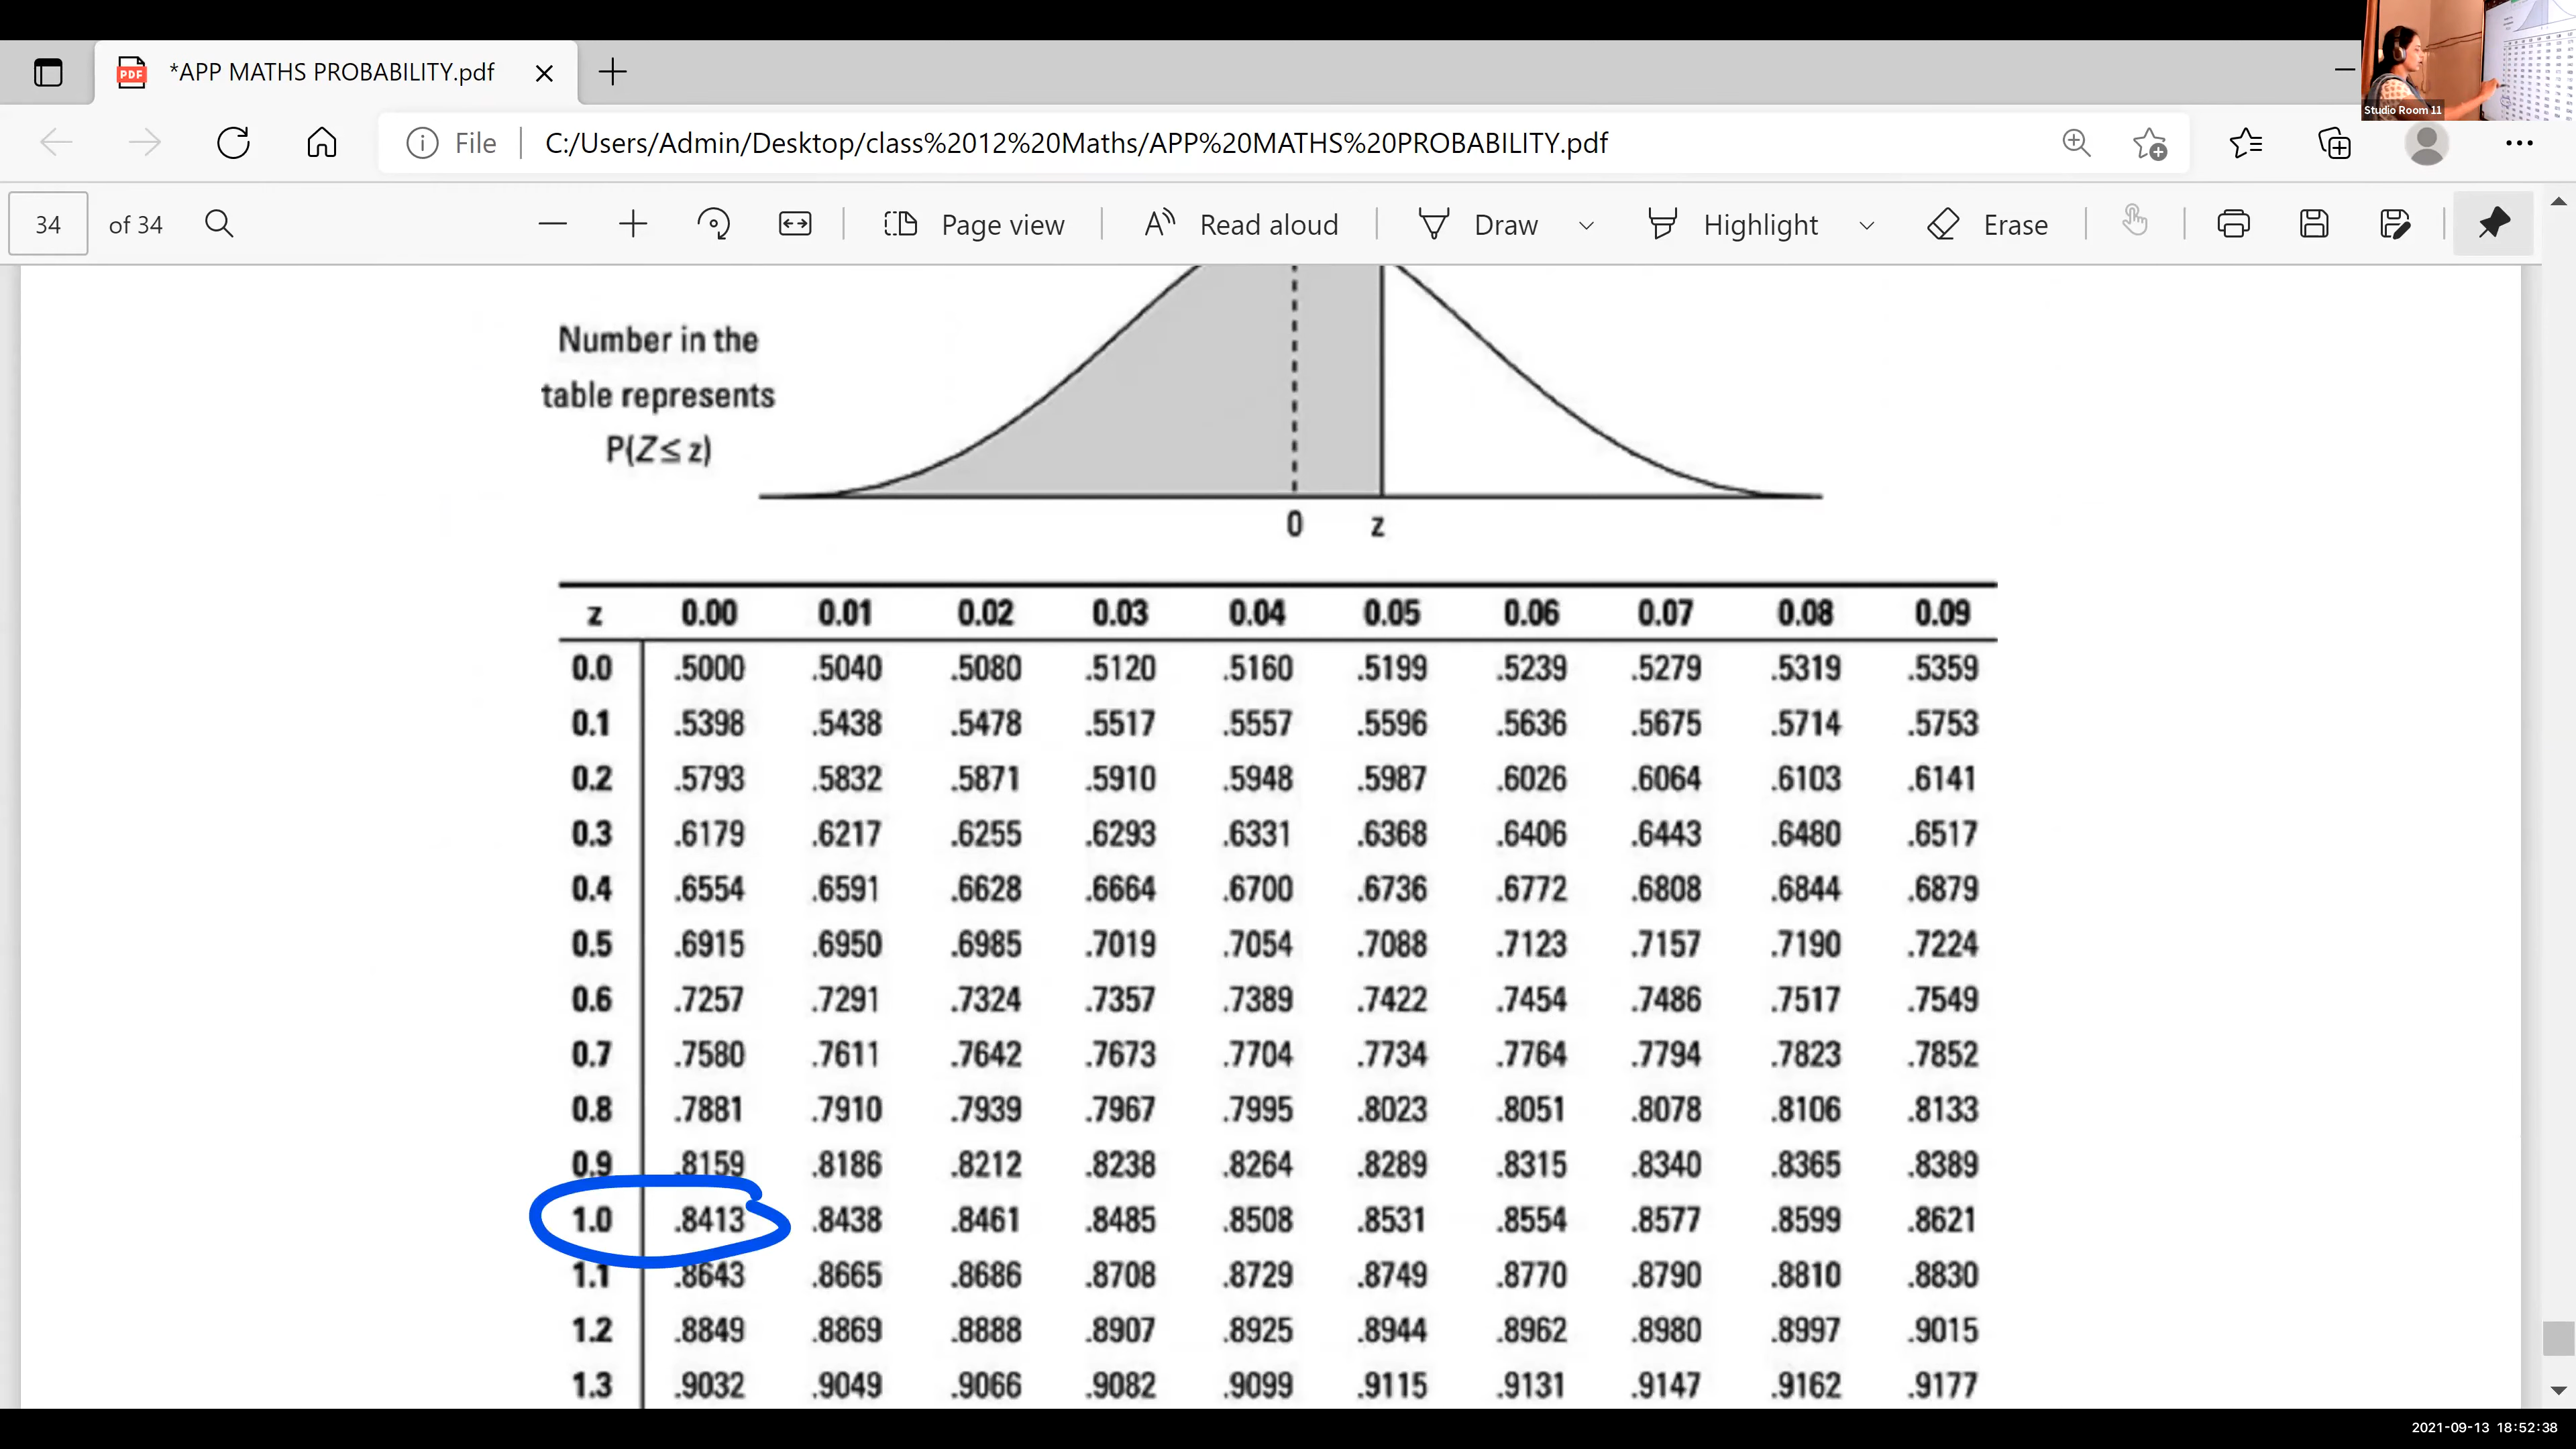 *APP MATHS PROBABILITY.pdf
Studio Room 11
File C:/Users/Admin/Desktop/class%2012%20Maths/APP%20MATHS%20PROBABILITY.pdf
34 of 34 Page view Read aloud Draw Highlight Erase
Number in the
table represents
P(Z ≤ z)
0 z
z 0.00 0.01 0.02 0.03 0.04 0.05 0.06 0.07 0.08 0.09
0.0 .5000 .5040 .5080 .5120 .5160 .5199 .5239 .5279 .5319 .5359
0.1 .5398 .5438 .5478 .5517 .5557 .5596 .5636 .5675 .5714 .5753
0.2 .5793 .5832 .5871 .5910 .5948 .5987 .6026 .6064 .6103 .6141
0.3 .6179 .6217 .6255 .6293 .6331 .6368 .6406 .6443 .6480 .6517
0.4 .6554 .6591 .6628 .6664 .6700 .6736 .6772 .6808 .6844 .6879
0.5 .6915 .6950 .6985 .7019 .7054 .7088 .7123 .7157 .7190 .7224
0.6 .7257 .7291 .7324 .7357 .7389 .7422 .7454 .7486 .7517 .7549
0.7 .7580 .7611 .7642 .7673 .7704 .7734 .7764 .7794 .7823 .7852
0.8 .7881 .7910 .7939 .7967 .7995 .8023 .8051 .8078 .8106 .8133
0.9 .8159 .8186 .8212 .8238 .8264 .8289 .8315 .8340 .8365 .8389
1.0 .8413 .8438 .8461 .8485 .8508 .8531 .8554 .8577 .8599 .8621
1.1 .8643 .8665 .8686 .8708 .8729 .8749 .8770 .8790 .8810 .8830
1.2 .8849 .8869 .8888 .8907 .8925 .8944 .8962 .8980 .8997 .9015
1.3 .9032 .9049 .9066 .9082 .9099 .9115 .9131 .9147 .9162 .9177
2021-09-13 18:52:38